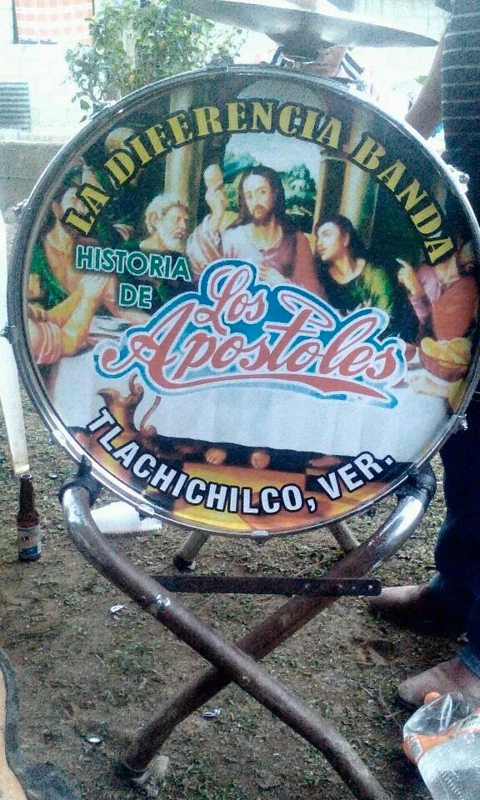 LA DIFERENCIA BANDA
HISTORIA
DE
Los
Apostoles
TLACHICHILCO, VER.